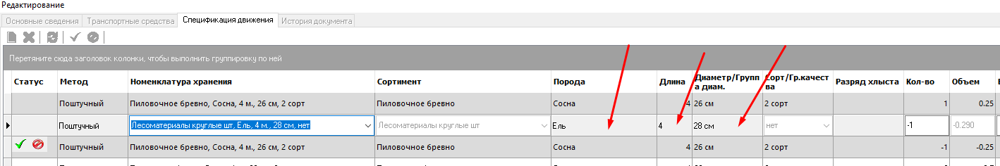 Редактирование
Основные сведения Транспортные средства Спецификация движения История документа
Перетяните сюда заголовок колонки, чтобы выполнить группировку по ней
Статус Метод Номенклатура хранения Сортимент Порода Длина Диаметр/Групп Сорт/Гр.качест Разряд хлыста Кол-во Объем
а диам. ва
Поштучный Пиловочное бревно, Сосна, 4 м., 26 см, 2 сорт Пиловочное бревно Сосна 4 26 см 2 сорт 1 0.25
Поштучный Лесоматериалы круглые шт, Ель, 4 м., 28 см, нет Лесоматериалы круглые шт Ель 4 28 см нет -1 -0.290
Поштучный Пиловочное бревно, Сосна, 4 м., 26 см, 2 сорт Пиловочное бревно Сосна 4 26 см 2 сорт -1 -0.25